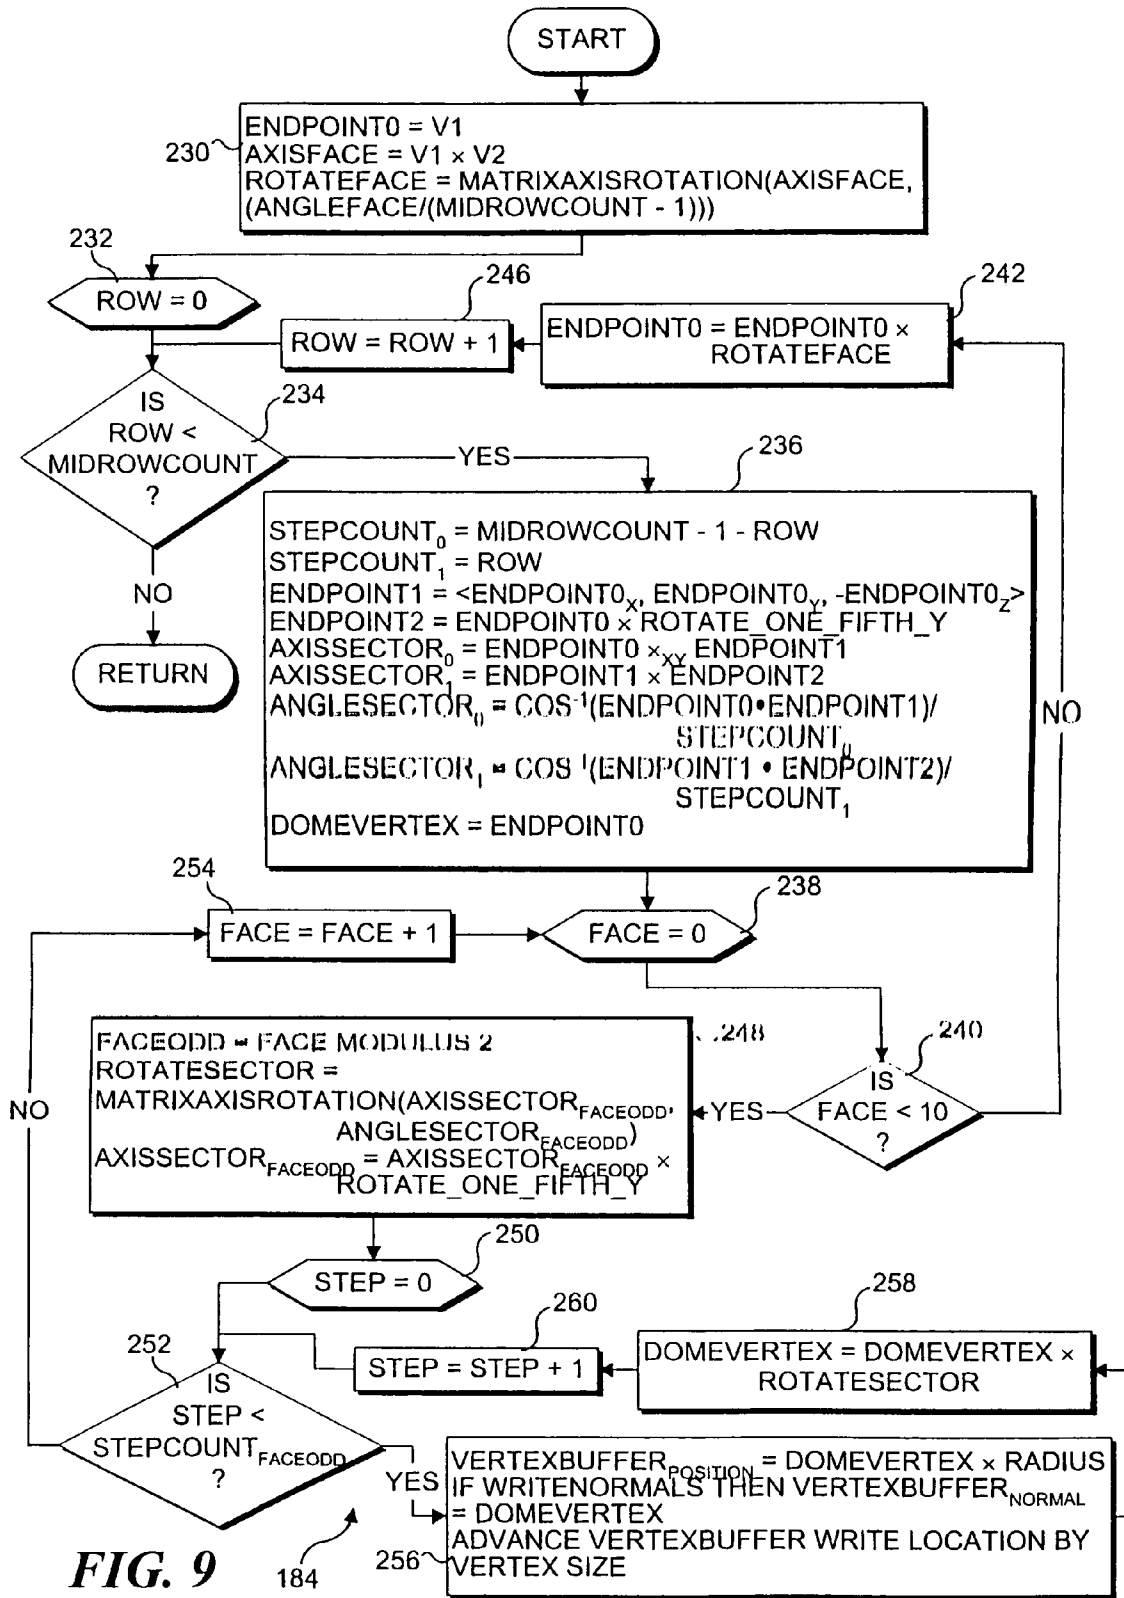 START
230
ENDPOINT0 = V1
AXISFACE = V1 × V2
ROTATEFACE = MATRIXAXISROTATION(AXISFACE,
(ANGLEFACE/(MIDROWCOUNT - 1)))
232
ROW = 0
246
ROW = ROW + 1
242
ENDPOINT0 = ENDPOINT0 ×
ROTATEFACE
234
IS
ROW <
MIDROWCOUNT
?
YES
NO
RETURN
236
STEPCOUNT0 = MIDROWCOUNT - 1 - ROW
STEPCOUNT1 = ROW
ENDPOINT1 = <ENDPOINT0X, ENDPOINT0Y, -ENDPOINT0Z>
ENDPOINT2 = ENDPOINT0 × ROTATE_ONE_FIFTH_Y
AXISSECTOR0 = ENDPOINT0 ×XY ENDPOINT1
AXISSECTOR1 = ENDPOINT1 × ENDPOINT2
ANGLESECTOR0 = COS-1(ENDPOINT0•ENDPOINT1)/
STEPCOUNT0
ANGLESECTOR1 = COS-1(ENDPOINT1 • ENDPOINT2)/
STEPCOUNT1
DOMEVERTEX = ENDPOINT0
NO
254
FACE = FACE + 1
238
FACE = 0
240
IS
FACE < 10
?
YES
248
FACEODD = FACE MODULUS 2
ROTATESECTOR =
MATRIXAXISROTATION(AXISSECTORFACEODD,
ANGLESECTORFACEODD)
AXISSECTORFACEODD = AXISSECTORFACEODD ×
ROTATE_ONE_FIFTH_Y
NO
250
STEP = 0
260
STEP = STEP + 1
258
DOMEVERTEX = DOMEVERTEX ×
ROTATESECTOR
252
IS
STEP <
STEPCOUNTFACEODD
?
YES
VERTEXBUFFERPOSITION = DOMEVERTEX × RADIUS
IF WRITENORMALS THEN VERTEXBUFFERNORMAL
= DOMEVERTEX
ADVANCE VERTEXBUFFER WRITE LOCATION BY
VERTEX SIZE
256
184
FIG. 9